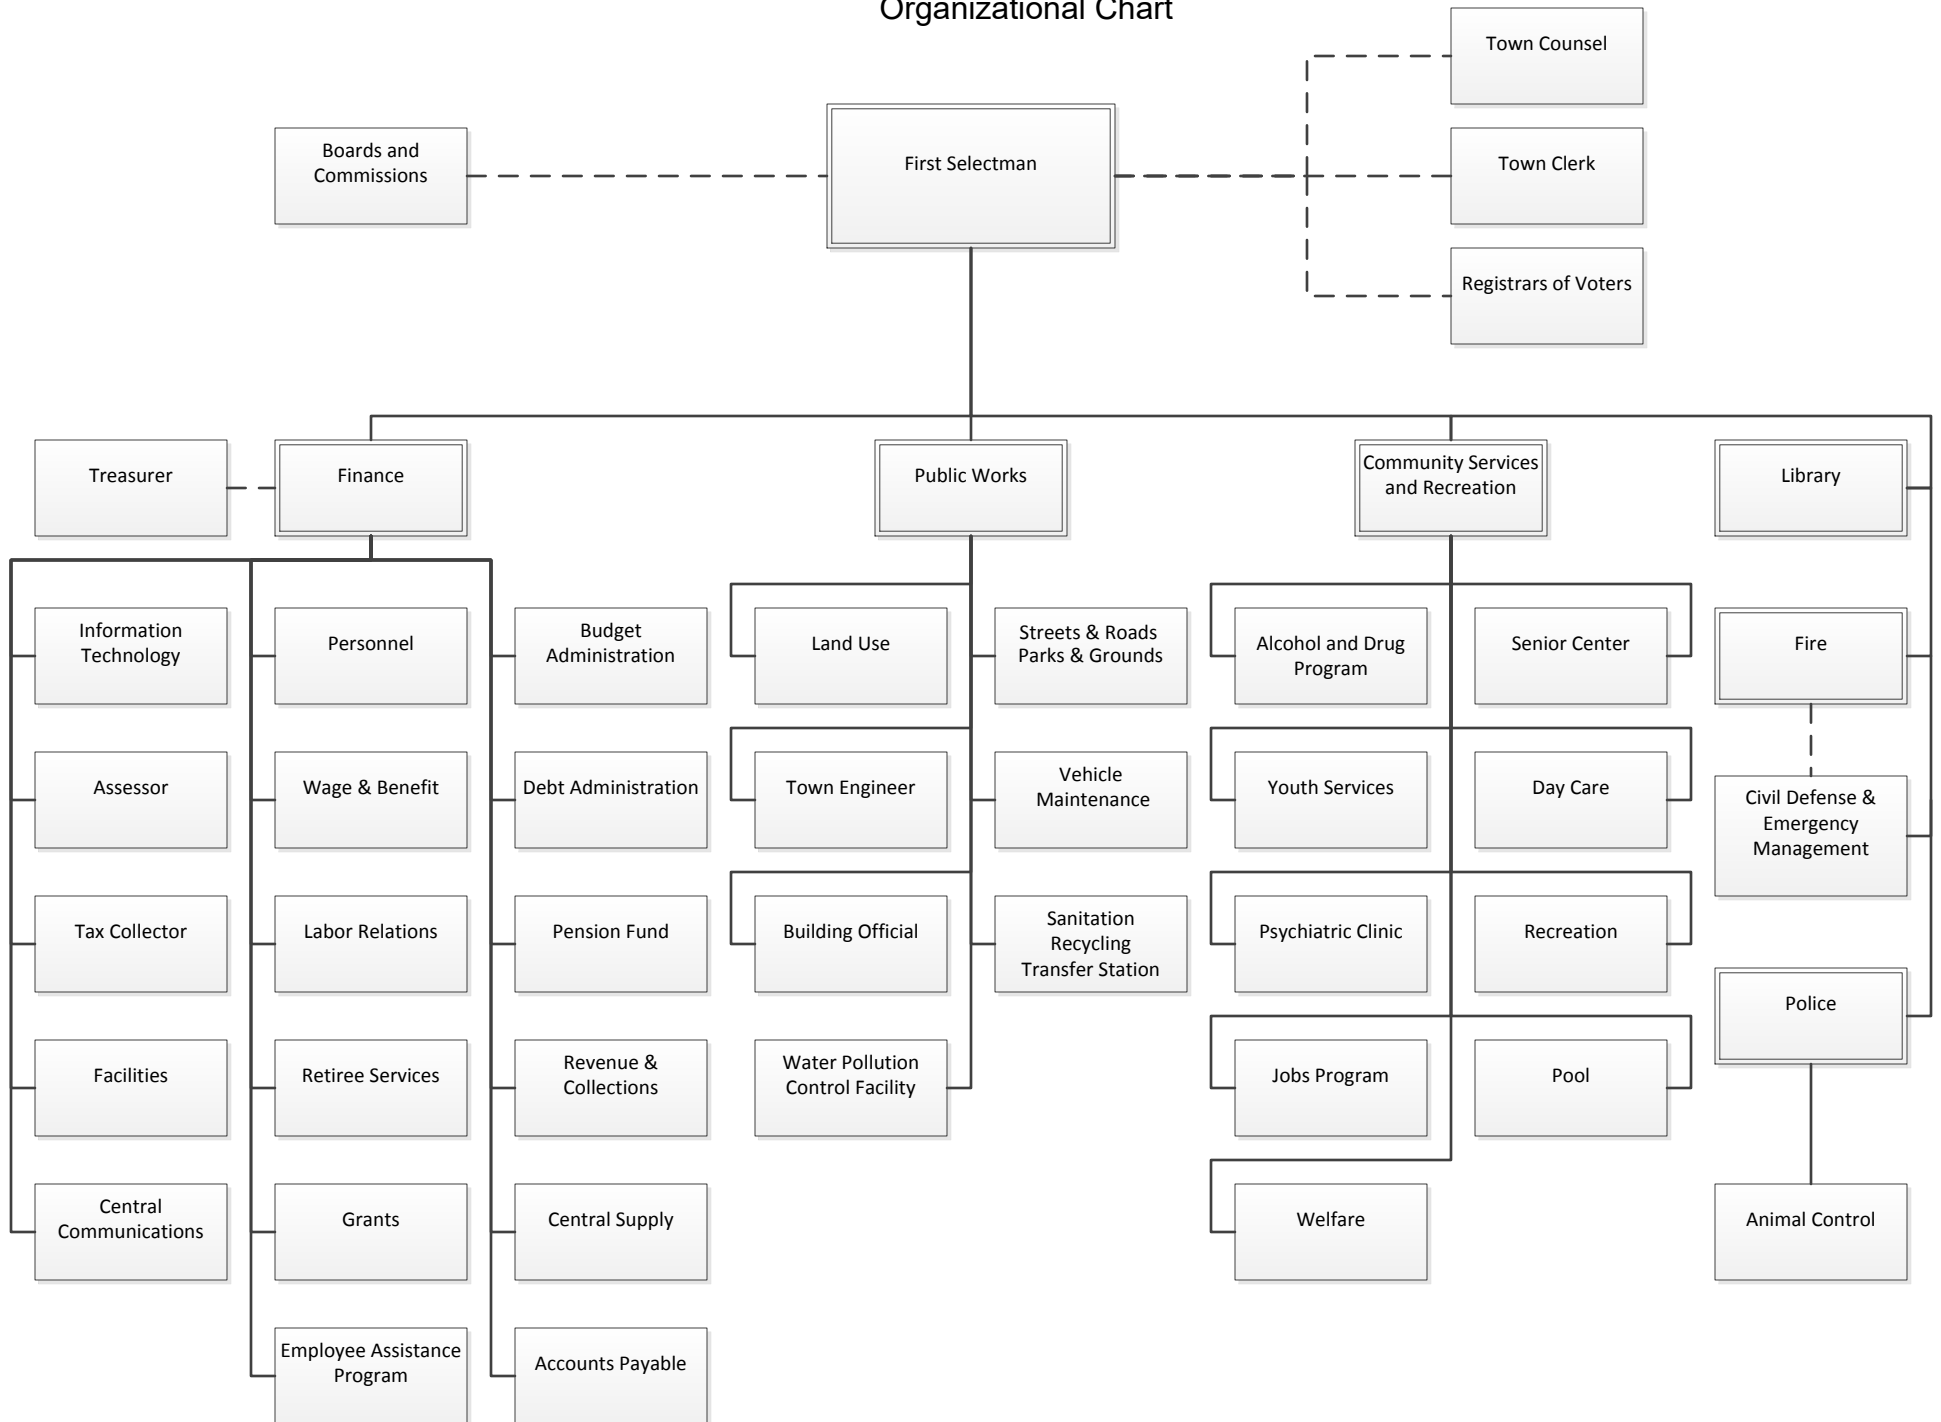 Organizational Chart
Town Counsel
Boards and
Commissions
First Selectman
Town Clerk
Registrars of Voters
Treasurer
Finance
Public Works
Community Services
and Recreation
Library
Information
Technology
Personnel
Budget
Administration
Land Use
Streets & Roads
Parks & Grounds
Alcohol and Drug
Program
Senior Center
Fire
Assessor
Wage & Benefit
Debt Administration
Town Engineer
Vehicle
Maintenance
Youth Services
Day Care
Civil Defense &
Emergency
Management
Tax Collector
Labor Relations
Pension Fund
Building Official
Sanitation
Recycling
Transfer Station
Psychiatric Clinic
Recreation
Police
Facilities
Retiree Services
Revenue &
Collections
Water Pollution
Control Facility
Jobs Program
Pool
Central
Communications
Grants
Central Supply
Welfare
Animal Control
Employee Assistance
Program
Accounts Payable